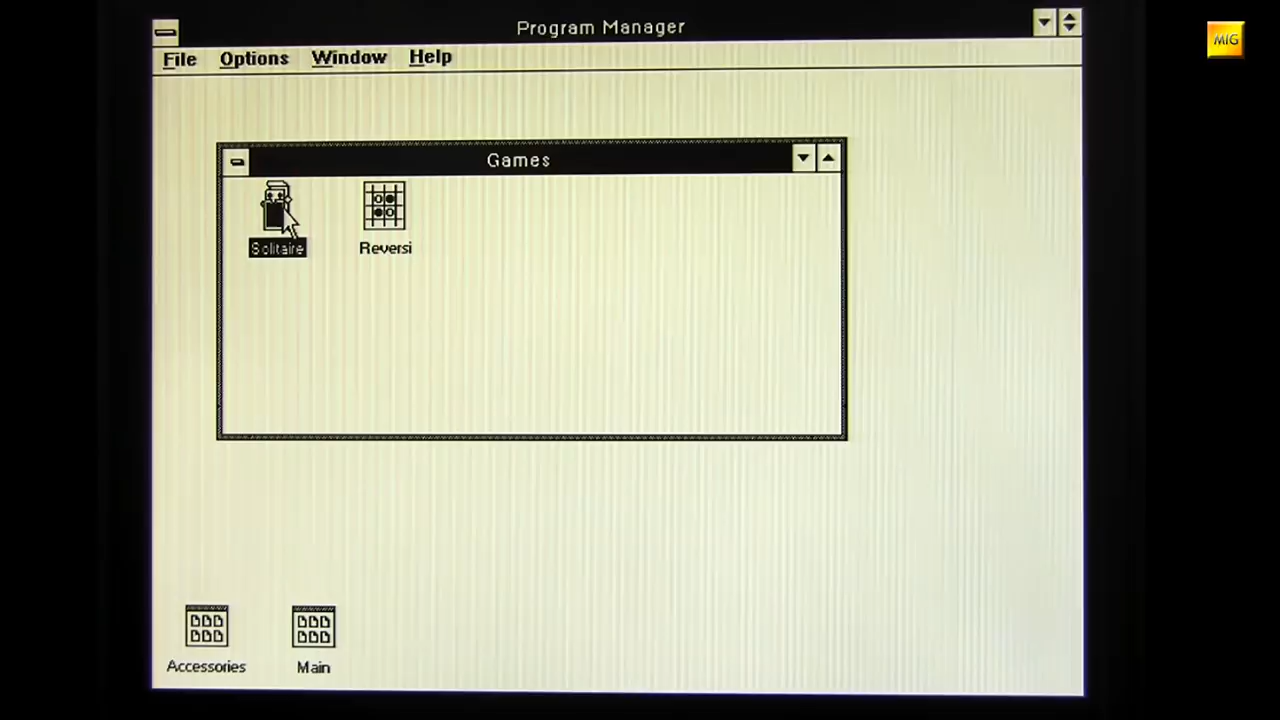 Program Manager
MIG
File Options Window Help
Games
Solitaire Reversi
Accessories Main